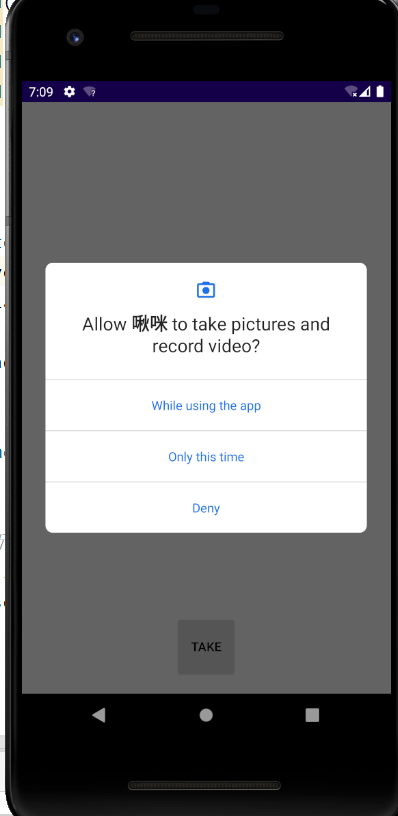 7:09
Allow 啾咪 to take pictures and
record video?
While using the app
Only this time
Deny
TAKE